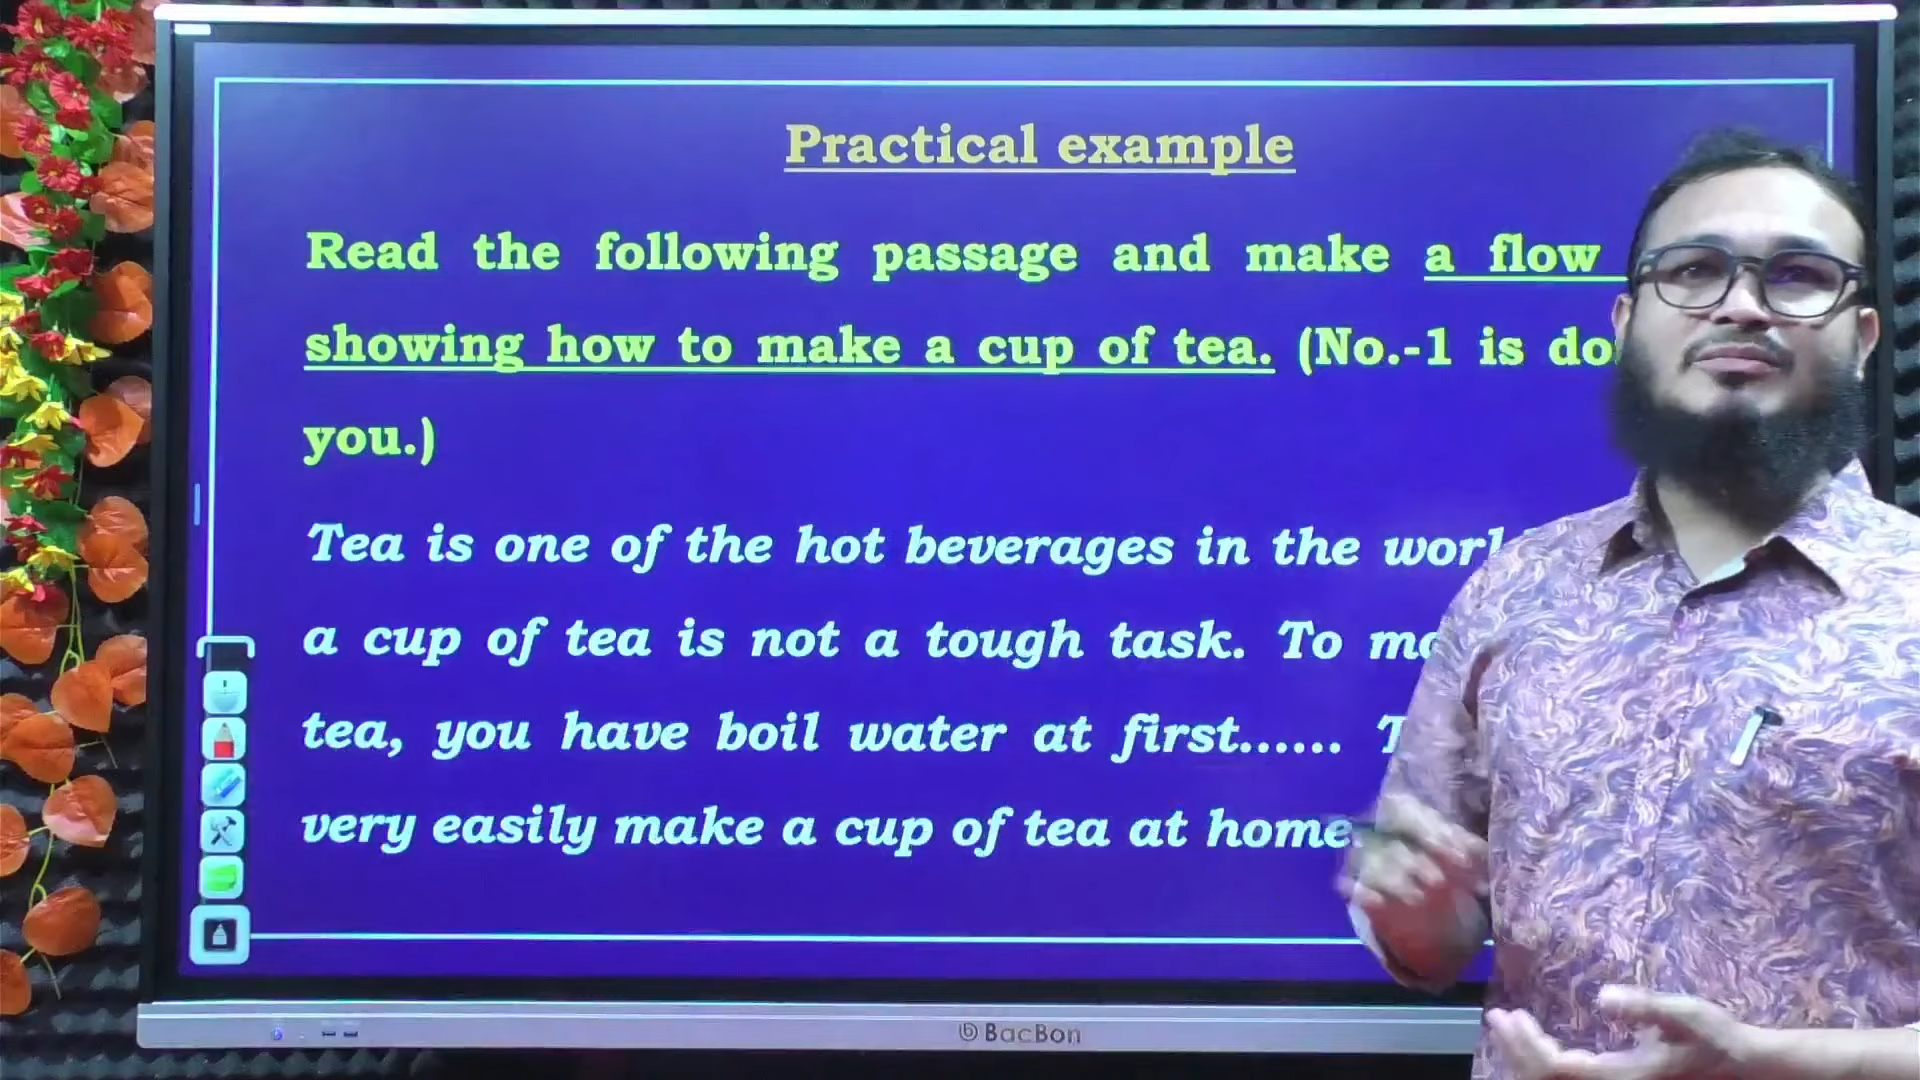 Practical example
Read the following passage and make a flow
showing how to make a cup of tea. (No.-1 is
you.)
Tea is one of the hot beverages in the
a cup of tea is not a tough task. To
tea, you have boil water at first......
very easily make a cup of tea at home.
BacBon